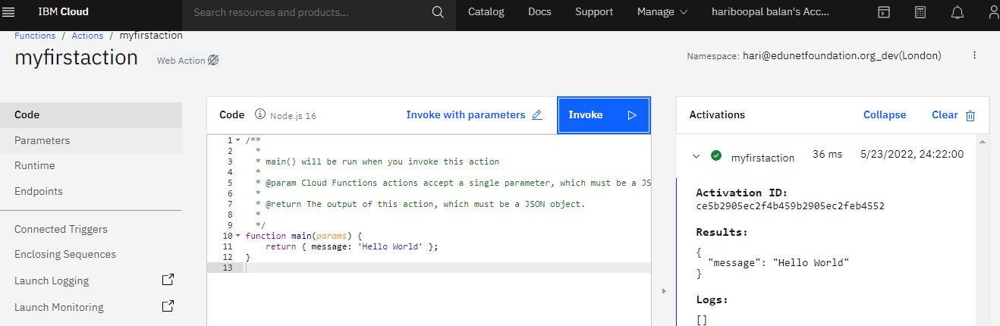 IBM Cloud
Search resources and products...
Catalog
Docs
Support
Manage
hariboopal balan's Acc...
Functions / Actions / myfirstaction
myfirstaction
Web Action
Namespace: hari@edunetfoundation.org_dev(London)
Code
Parameters
Runtime
Endpoints
Connected Triggers
Enclosing Sequences
Launch Logging
Launch Monitoring
Code
Node.js 16
Invoke with parameters
Invoke
1 /**
2 *
3 * main() will be run when you invoke this action
4 *
5 * @param Cloud Functions actions accept a single parameter, which must be a JS
6 *
7 * @return The output of this action, which must be a JSON object.
8 *
9 */
10 function main(params) {
11 return { message: 'Hello World' };
12 }
13
Activations
Collapse
Clear
myfirstaction
36 ms
5/23/2022, 24:22:00
Activation ID:
ce5b2905ec2f4b459b2905ec2feb4552
Results:
{
"message": "Hello World"
}
Logs:
[]